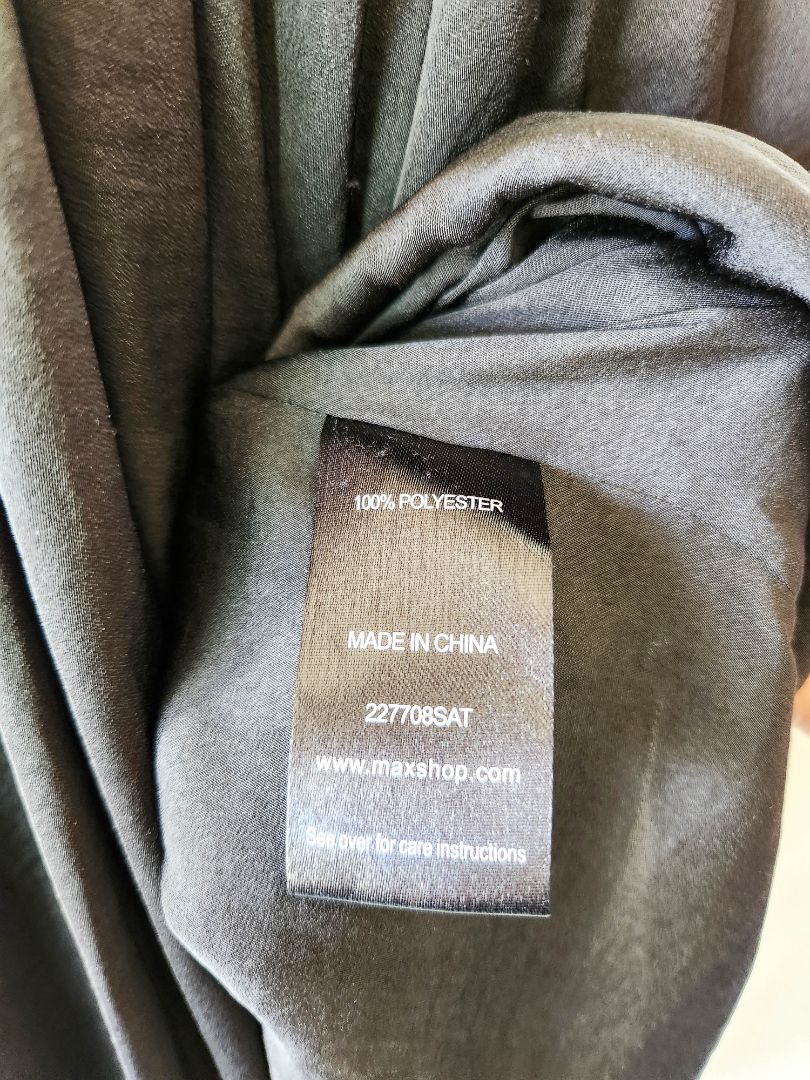 100% POLYESTER
MADE IN CHINA
227708SAT
www.maxshop.com
See over for care instructions